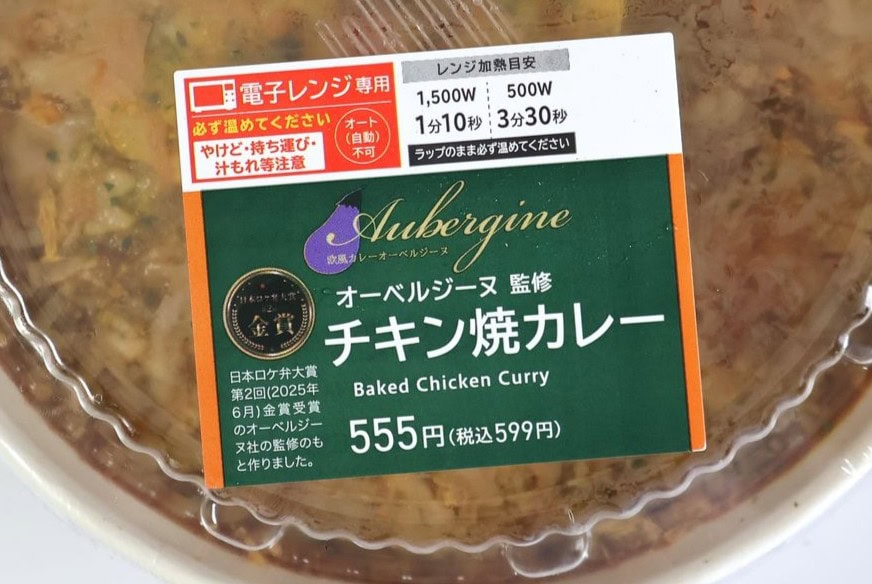 電子レンジ専用
必ず温めてください
やけど・持ち運び・
汁もれ等注意
オート
(自動)
不可
レンジ加熱目安
1,500W
1分10秒
500W
3分30秒
ラップのまま必ず温めてください
Aubergine
欧風カレーオーベルジーヌ
オーベルジーヌ 監修
チキン焼カレー
Baked Chicken Curry
555円(税込599円)
日本ロケ弁大賞
金賞
日本ロケ弁大賞
第2回(2025年
6月)金賞受賞
のオーベルジー
ヌ社の監修のも
と作りました。